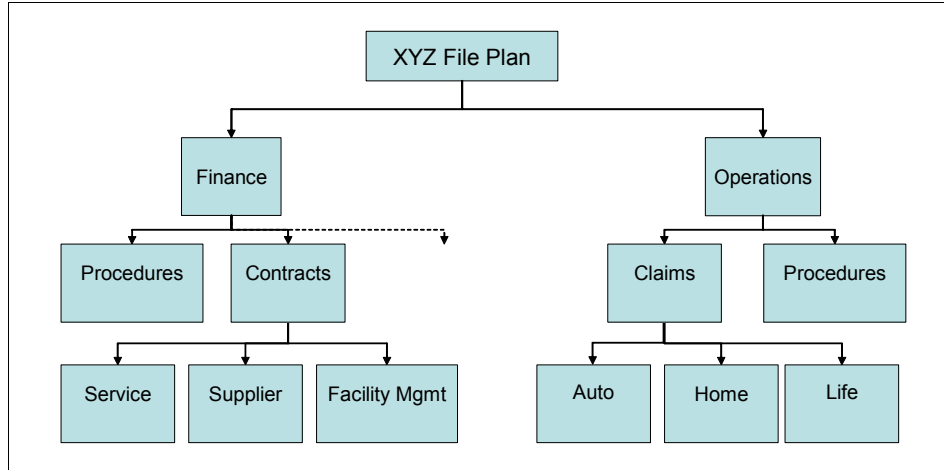 XYZ File Plan
Finance
Operations
Procedures
Contracts
Claims
Procedures
Service
Supplier
Facility Mgmt
Auto
Home
Life